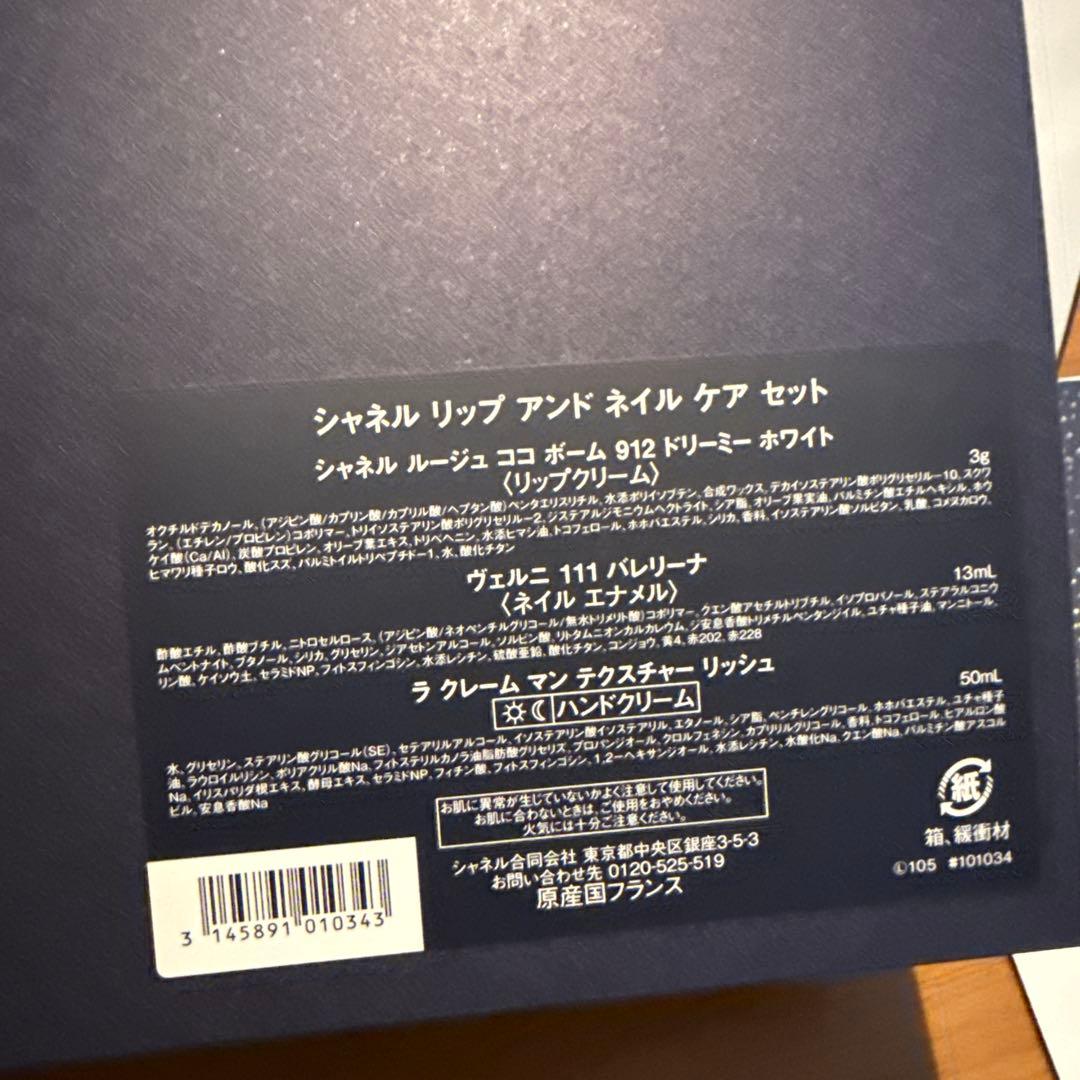 シャネル リップ アンド ネイル ケア セット
シャネル ルージュ ココ ボーム 912 ドリーミー ホワイト
〈リップクリーム〉
3g
オクチルドデカノール、(アジピン酸/カプリン酸/カプリル酸/ヘプタン酸)ペンタエリスリチル、水添ポリイソブテン、合成ワックス、デカイソステアリン酸ポリグリセリル-10、スクワ
ラン、(エチレン/プロピレン)コポリマー、トリイソステアリン酸ポリグリセリル-2、ジステアルジモニウムヘクトライト、シア脂、オリーブ果実油、パルミチン酸エチルヘキシル、ホウ
ケイ酸(Ca/Al)、炭酸プロピレン、オリーブ葉エキス、トリベヘニン、水添ヒマシ油、トコフェロール、ホホバエステル、シリカ、香料、イソステアリン酸ソルビタン、乳酸、コメヌカロウ、
ヒマワリ種子ロウ、酸化スズ、パルミトイルトリペプチド-1、水、酸化チタン
ヴェルニ 111 バレリーナ
〈ネイル エナメル〉
13mL
酢酸エチル、酢酸ブチル、ニトロセルロース、(アジピン酸/ネオペンチルグリコール/無水トリメリト酸)コポリマー、クエン酸アセチルトリブチル、イソプロパノール、ステアラルコニウ
ムベントナイト、ブタノール、シリカ、グリセリン、ジアセトンアルコール、ソルビン酸、リトタムニオンカルカレウム、ジ安息香酸トリメチルペンタンジイル、ユチャ種子油、マンニトール、
リン酸、ケイソウ土、セラミドNP、フィトスフィンゴシン、水添レシチン、硫酸亜鉛、酸化チタン、コンジョウ、黄4、赤202、赤228
ラ クレーム マン テクスチャー リッシュ
ハンドクリーム
50mL
水、グリセリン、ステアリン酸グリコール(SE)、セテアリルアルコール、イソステアリン酸イソステアリル、エタノール、シア脂、ペンチレングリコール、ホホバエステル、ユチャ種子
油、ラウロイルリシン、ポリアクリル酸Na、フィトステリルカノラ油脂肪酸グリセリズ、プロパンジオール、クロルフェネシン、カプリリルグリコール、香料、トコフェロール、ヒアルロン酸
Na、イリスパリダ根エキス、酵母エキス、セラミドNP、フィチン酸、フィトスフィンゴシン、1,2-ヘキサンジオール、水添レシチン、水酸化Na、クエン酸Na、パルミチン酸アスコル
ビル、安息香酸Na
お肌に異常が生じていないかよく注意して使用してください。
お肌に合わないときは、ご使用をおやめください。
火気には十分ご注意ください。
紙
箱、緩衝材
シャネル合同会社 東京都中央区銀座3-5-3
お問い合わせ先 0120-525-519
原産国フランス
Ⓛ105 #101034
3 145891 010343